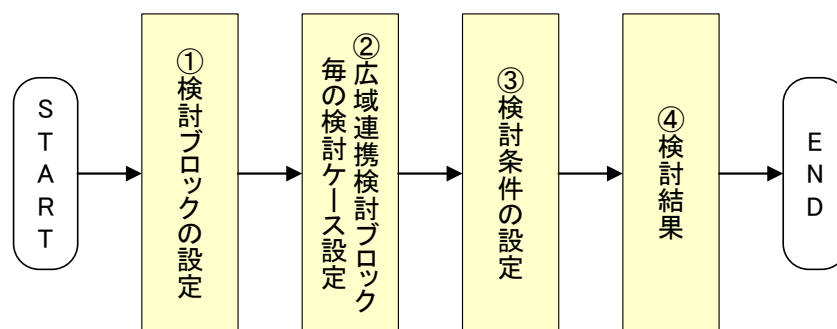 START
①検討ブロックの設定
②広域連携検討ブロック
毎の検討ケース設定
③検討条件の設定
④検討結果
END